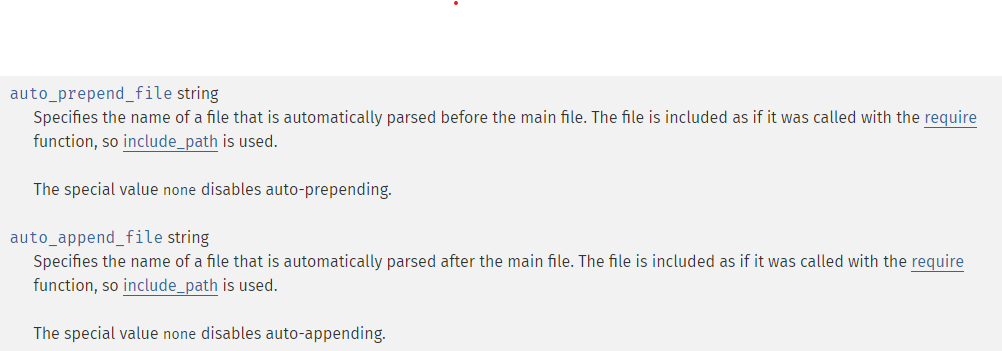 auto_prepend_file string
Specifies the name of a file that is automatically parsed before the main file. The file is included as if it was called with the require
function, so include_path is used.
The special value none disables auto-prepending.
auto_append_file string
Specifies the name of a file that is automatically parsed after the main file. The file is included as if it was called with the require
function, so include_path is used.
The special value none disables auto-appending.